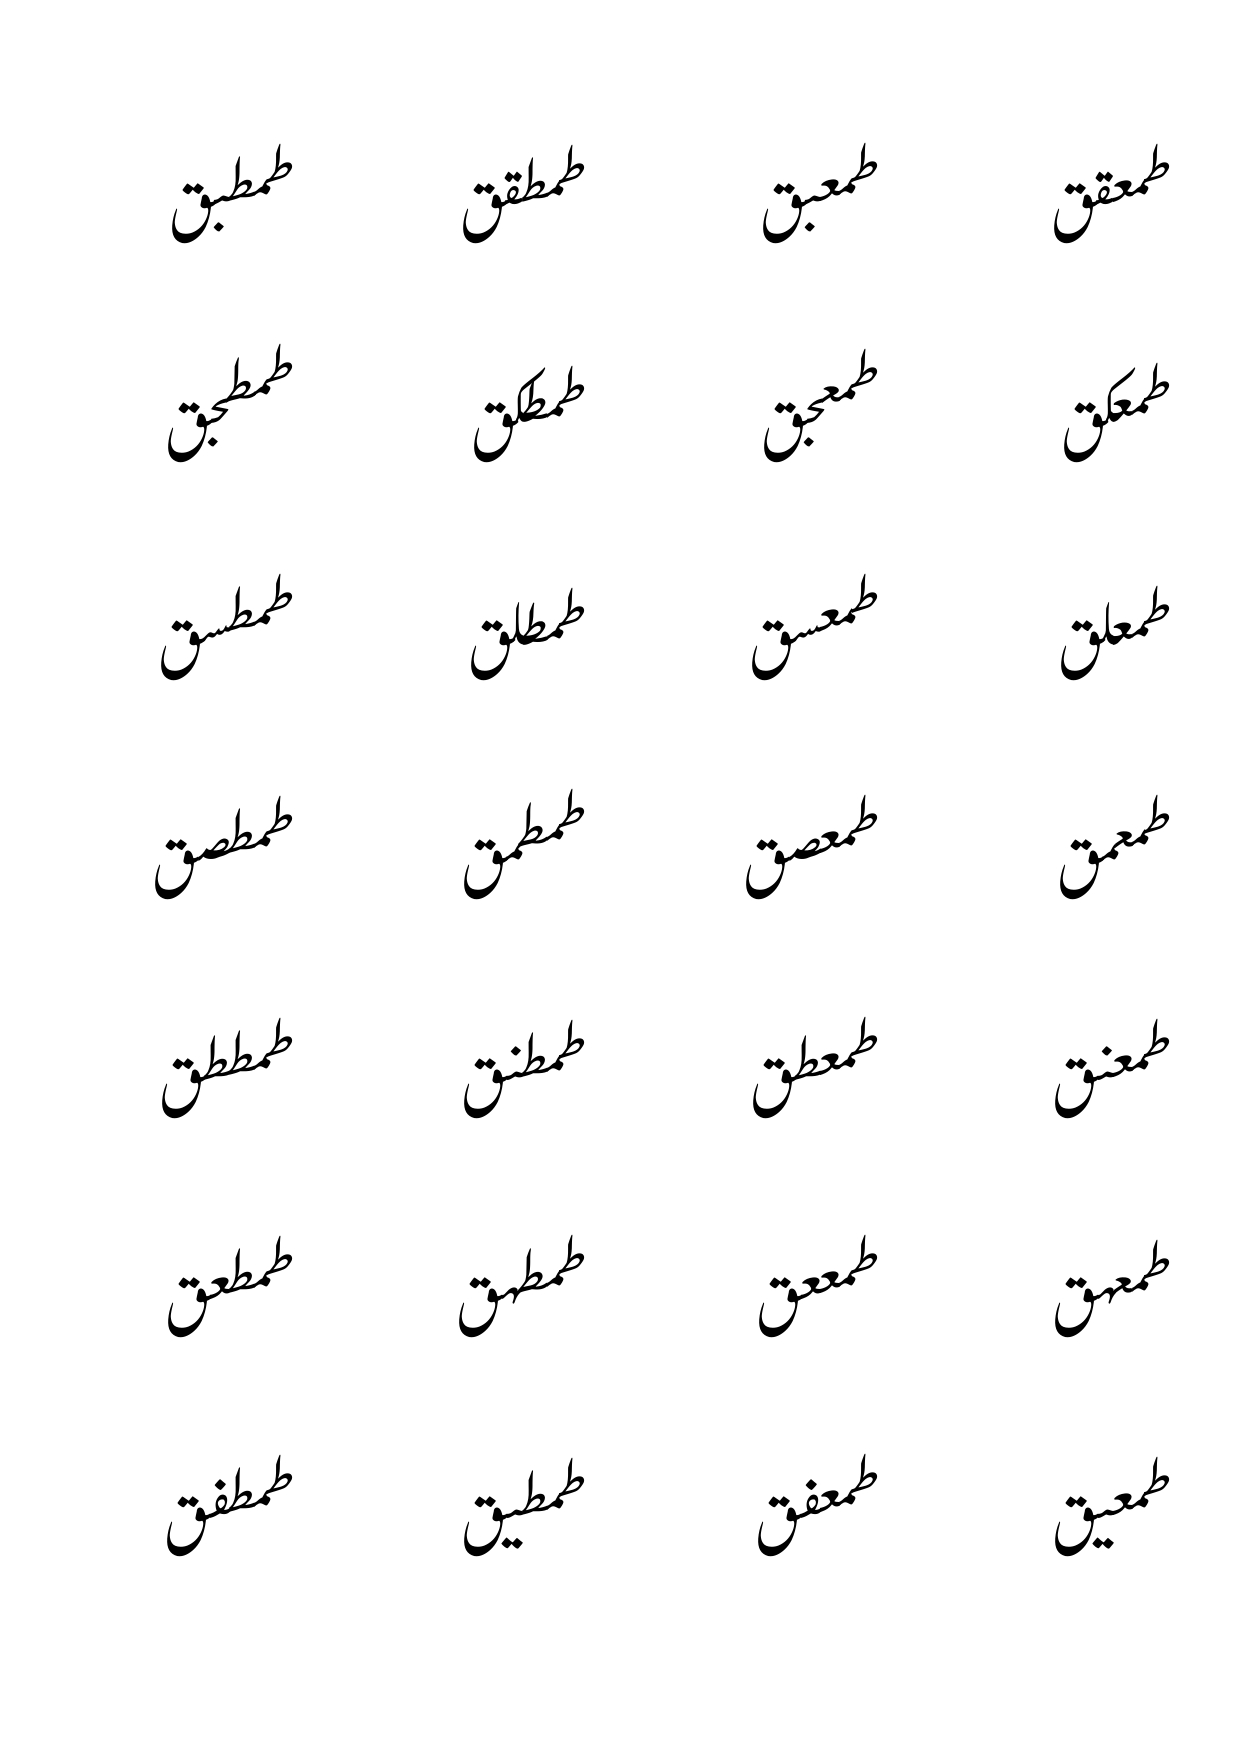 طمعقق طمعبق طمطقق طمطبق
طمعكق طمعجق طمطكق طمطجق
طمعلق طمعسق طمطلق طمطسق
طمعمق طمعصق طمطمق طمطصق
طمعنق طمعطق طمطنق طمططق
طمعهق طمععق طمطهق طمطعق
طمعيق طمعفق طمطيق طمطفق